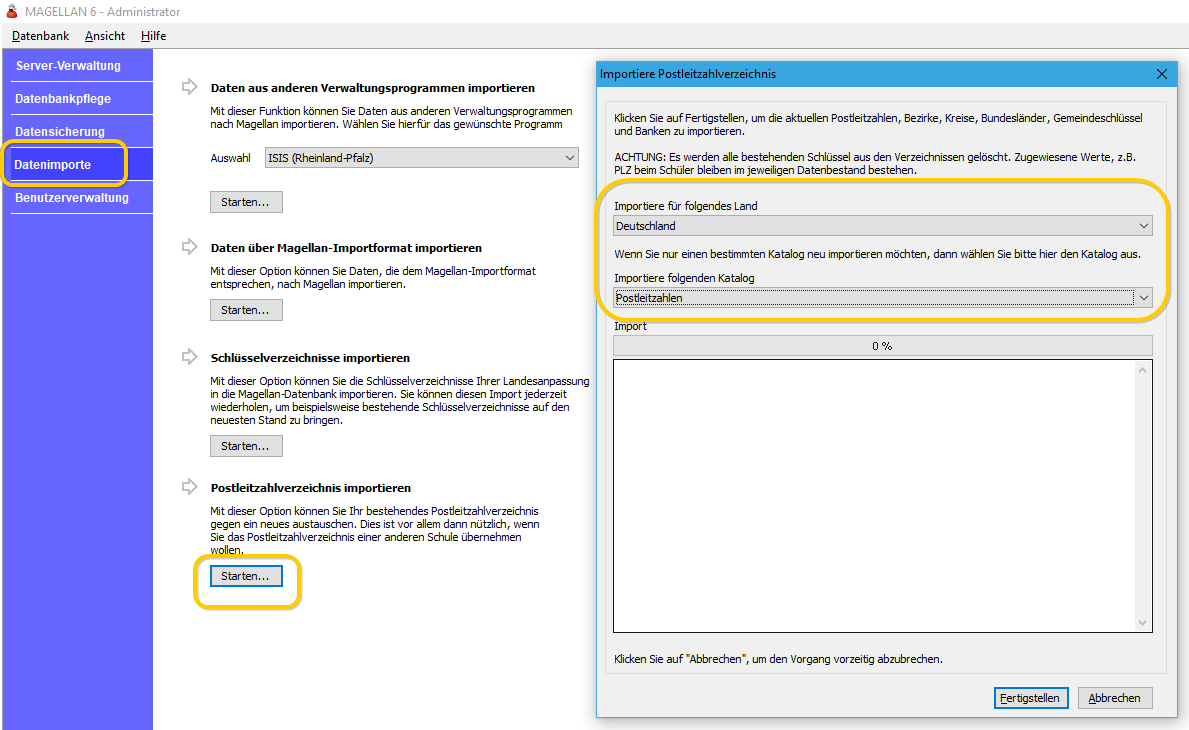 MAGELLAN 6 - Administrator
Datenbank Ansicht Hilfe
Server-Verwaltung
Datenbankpflege
Datensicherung
Datenimporte
Benutzerverwaltung
Daten aus anderen Verwaltungsprogrammen importieren
Mit dieser Funktion können Sie Daten aus anderen Verwaltungsprogrammen
nach Magellan importieren. Wählen Sie hierfür das gewünschte Programm
Auswahl ISIS (Rheinland-Pfalz)
Starten...
Daten über Magellan-Importformat importieren
Mit dieser Option können Sie Daten, die dem Magellan-Importformat
entsprechen, nach Magellan importieren.
Starten...
Schlüsselverzeichnisse importieren
Mit dieser Option können Sie die Schlüsselverzeichnisse Ihrer Landesanpassung
in die Magellan-Datenbank importieren. Sie können diesen Import jederzeit
wiederholen, um beispielsweise bestehende Schlüsselverzeichnisse auf den
neuesten Stand zu bringen.
Starten...
Postleitzahlverzeichnis importieren
Mit dieser Option können Sie Ihr bestehendes Postleitzahlverzeichnis
gegen ein neues austauschen. Dies ist vor allem dann nützlich, wenn
Sie das Postleitzahlverzeichnis einer anderen Schule übernehmen
wollen.
Starten...
Importiere Postleitzahlverzeichnis
Klicken Sie auf Fertigstellen, um die aktuellen Postleitzahlen, Bezirke, Kreise, Bundesländer, Gemeindeschlüssel
und Banken zu importieren.
ACHTUNG: Es werden alle bestehenden Schlüssel aus den Verzeichnissen gelöscht. Zugewiesene Werte, z.B.
PLZ beim Schüler bleiben im jeweiligen Datenbestand bestehen.
Importiere für folgendes Land
Deutschland
Wenn Sie nur einen bestimmten Katalog neu importieren möchten, dann wählen Sie bitte hier den Katalog aus.
Importiere folgenden Katalog
Postleitzahlen
Import
0 %
Klicken Sie auf "Abbrechen", um den Vorgang vorzeitig abzubrechen.
Fertigstellen Abbrechen